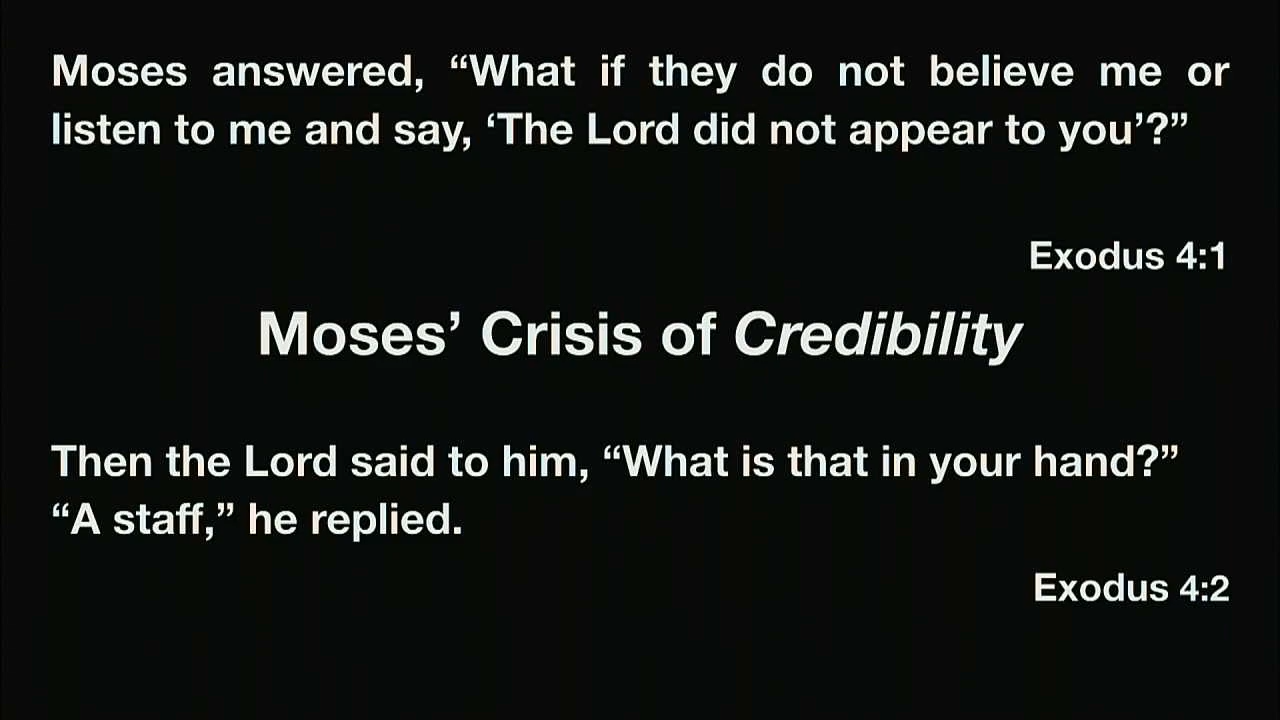 Moses answered, “What if they do not believe me or
listen to me and say, ‘The Lord did not appear to you’?”
Exodus 4:1
Moses’ Crisis of Credibility
Then the Lord said to him, “What is that in your hand?”
“A staff,” he replied.
Exodus 4:2